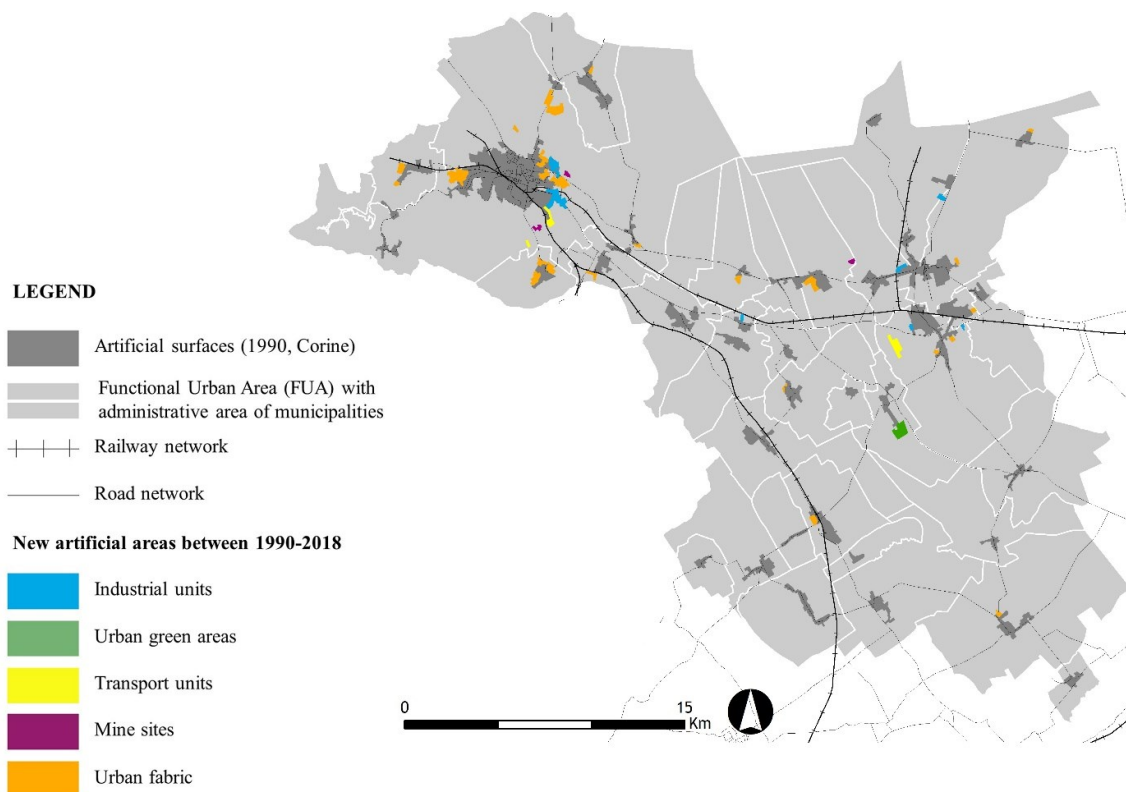 LEGEND
Artificial surfaces (1990, Corine)
Functional Urban Area (FUA) with
administrative area of municipalities
Railway network
Road network
New artificial areas between 1990-2018
Industrial units
Urban green areas
Transport units
Mine sites
Urban fabric
0 15
Km